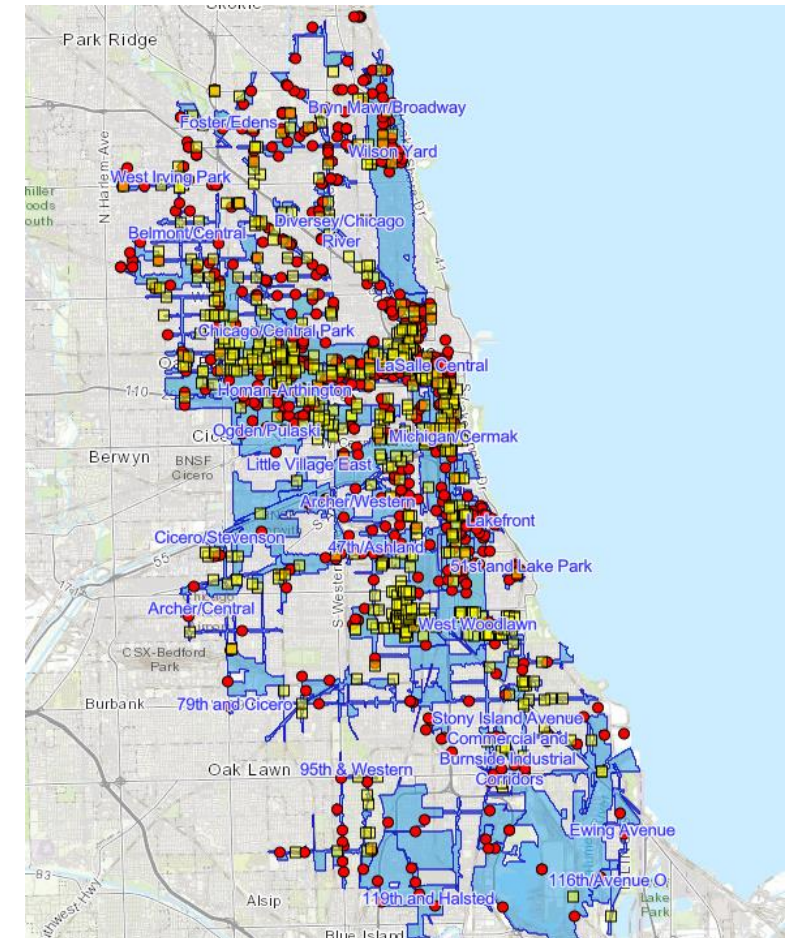 Park Ridge
Bryn Mawr/Broadway
Foster/Edens
Wilson Yard
N Harlem-Ave
West Irving Park
Diversey/Chicago
River
Belmont/Central
41
Chicago/Central Park
LaSalle Central
110
Homan-Arthington
Ogden/Pulaski
Michigan/Cermak
Berwyn
BNSF
Cicero
Little Village East
Archer/Western
Lakefront
Cicero/Stevenson
47th/Ashland
55
51st and Lake Park
171
Archer/Central
S Western
West Woodlawn
CSX-Bedford
Park
Burbank
79th and Cicero
Stony Island Avenue
Commercial and
Burnside Industrial
Corridors
Oak Lawn
95th & Western
Ewing Avenue
83
116th/Avenue O
Alsip
119th and Halsted
Lake
Park
Blue Island